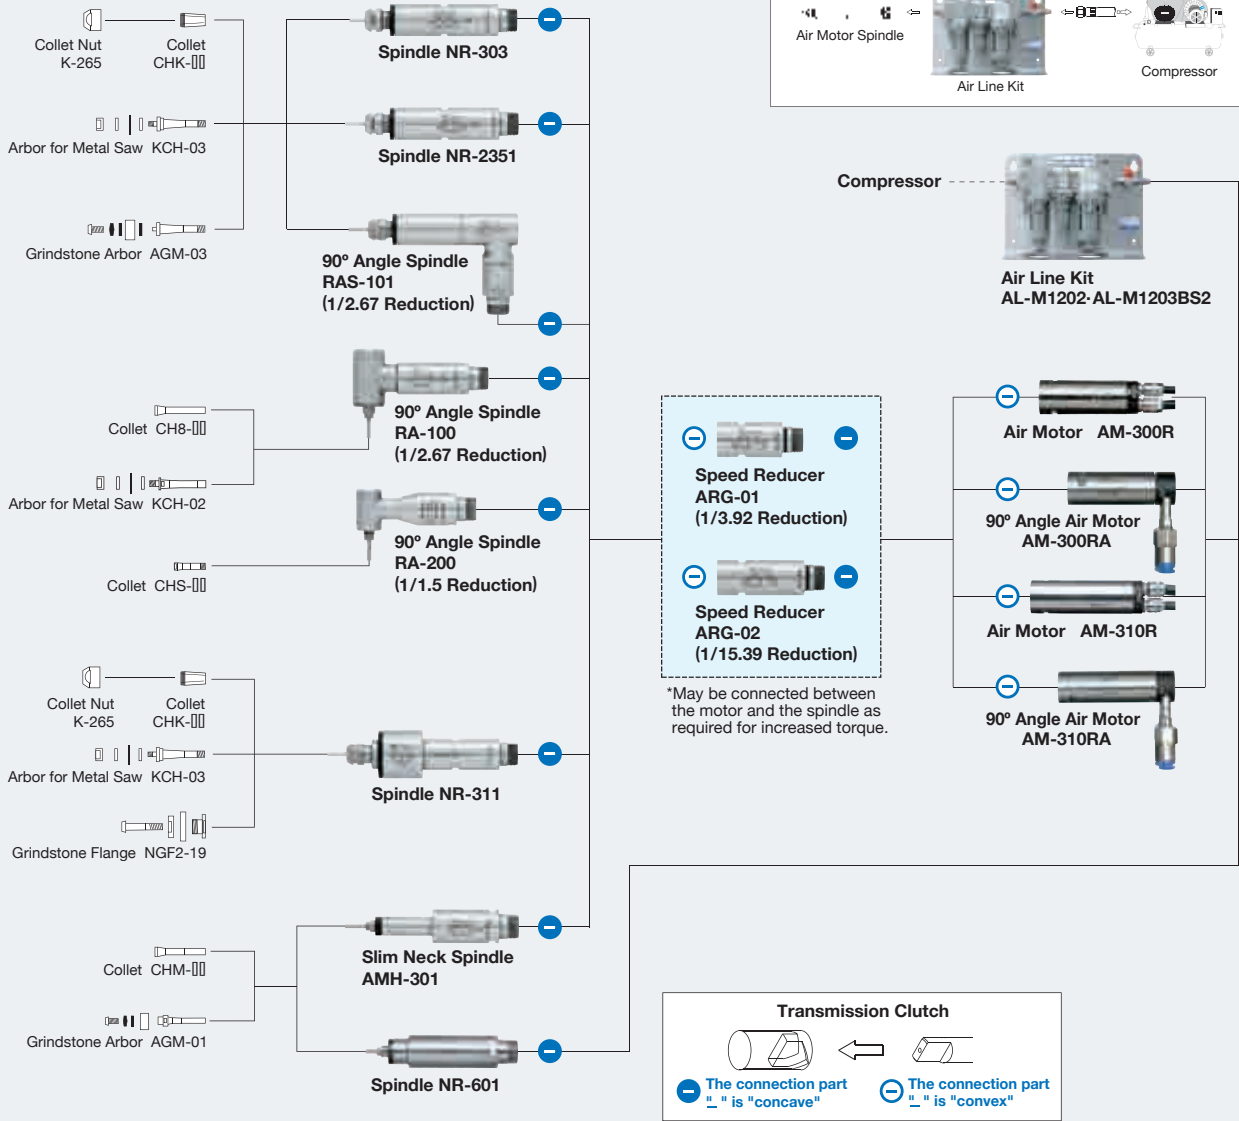 Collet Nut
K-265
Collet
CHK-▯▯
Arbor for Metal Saw KCH-03
Grindstone Arbor AGM-03
Spindle NR-303
Spindle NR-2351
90º Angle Spindle
RAS-101
(1/2.67 Reduction)
Collet CH8-▯▯
Arbor for Metal Saw KCH-02
90º Angle Spindle
RA-100
(1/2.67 Reduction)
Collet CHS-▯▯
90º Angle Spindle
RA-200
(1/1.5 Reduction)
Collet Nut
K-265
Collet
CHK-▯▯
Arbor for Metal Saw KCH-03
Grindstone Flange NGF2-19
Spindle NR-311
Collet CHM-▯▯
Grindstone Arbor AGM-01
Slim Neck Spindle
AMH-301
Spindle NR-601
Air Motor Spindle
Air Line Kit
Compressor
Compressor
Air Line Kit
AL-M1202·AL-M1203BS2
Speed Reducer
ARG-01
(1/3.92 Reduction)
Speed Reducer
ARG-02
(1/15.39 Reduction)
*May be connected between
the motor and the spindle as
required for increased torque.
Air Motor AM-300R
90º Angle Air Motor
AM-300RA
Air Motor AM-310R
90º Angle Air Motor
AM-310RA
Transmission Clutch
The connection part
"_" is "concave"
The connection part
"_" is "convex"